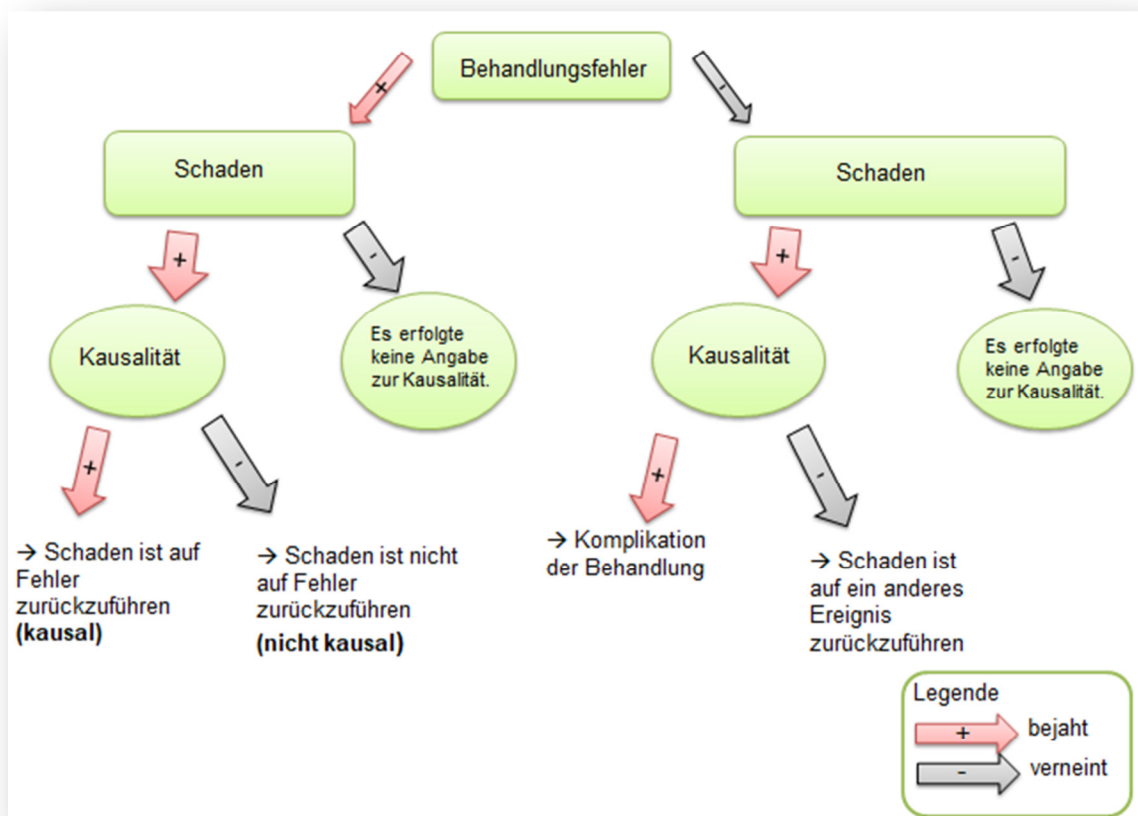 Behandlungsfehler
+
-
Schaden
Schaden
+
-
+
-
Kausalität
Es erfolgte
keine Angabe
zur Kausalität.
Kausalität
Es erfolgte
keine Angabe
zur Kausalität.
+
-
+
-
→ Schaden ist auf
Fehler
zurückzuführen
(kausal)
→ Schaden ist nicht
auf Fehler
zurückzuführen
(nicht kausal)
→ Komplikation
der Behandlung
→ Schaden ist
auf ein anderes
Ereignis
zurückzuführen
Legende
+ bejaht
- verneint